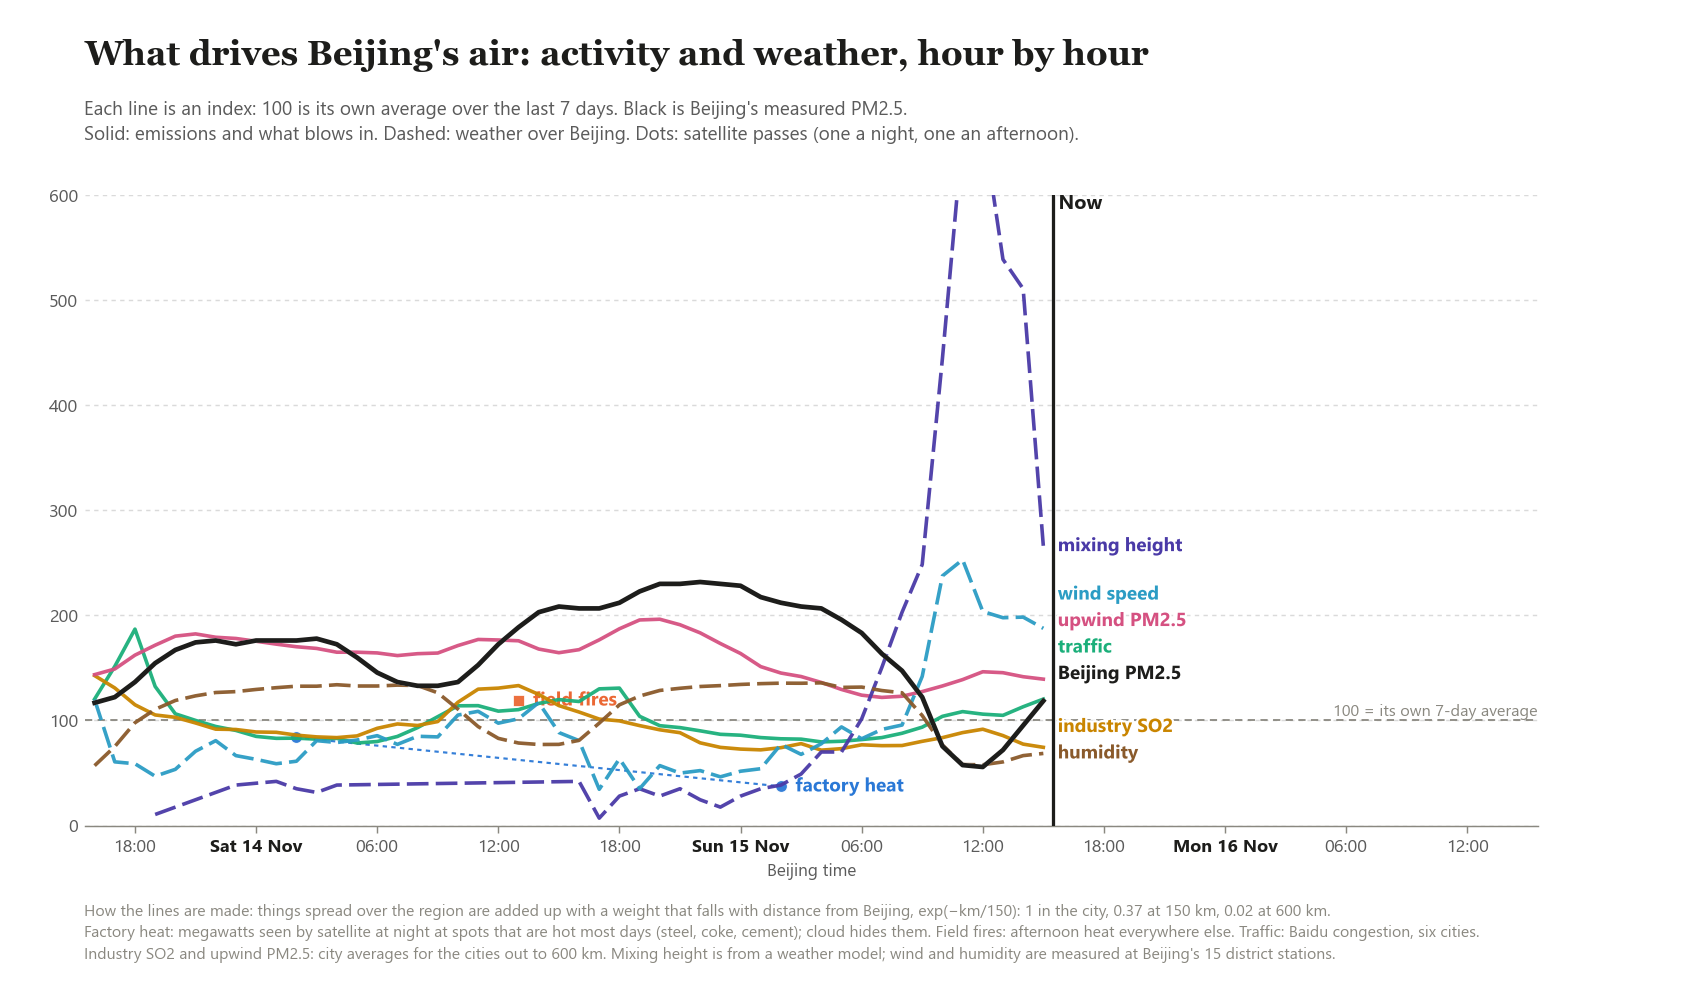 What drives Beijing's air: activity and weather, hour by hour
Each line is an index: 100 is its own average over the last 7 days. Black is Beijing's measured PM2.5.
Solid: emissions and what blows in. Dashed: weather over Beijing. Dots: satellite passes (one a night, one an afternoon).
600
500
400
300
200
100
0
Now
mixing height
wind speed
upwind PM2.5
traffic
Beijing PM2.5
100 = its own 7-day average
industry SO2
humidity
field fires
factory heat
18:00
Sat 14 Nov
06:00
12:00
18:00
Sun 15 Nov
06:00
12:00
18:00
Mon 16 Nov
06:00
12:00
Beijing time
How the lines are made: things spread over the region are added up with a weight that falls with distance from Beijing, exp(−km/150): 1 in the city, 0.37 at 150 km, 0.02 at 600 km.
Factory heat: megawatts seen by satellite at night at spots that are hot most days (steel, coke, cement); cloud hides them. Field fires: afternoon heat everywhere else. Traffic: Baidu congestion, six cities.
Industry SO2 and upwind PM2.5: city averages for the cities out to 600 km. Mixing height is from a weather model; wind and humidity are measured at Beijing's 15 district stations.